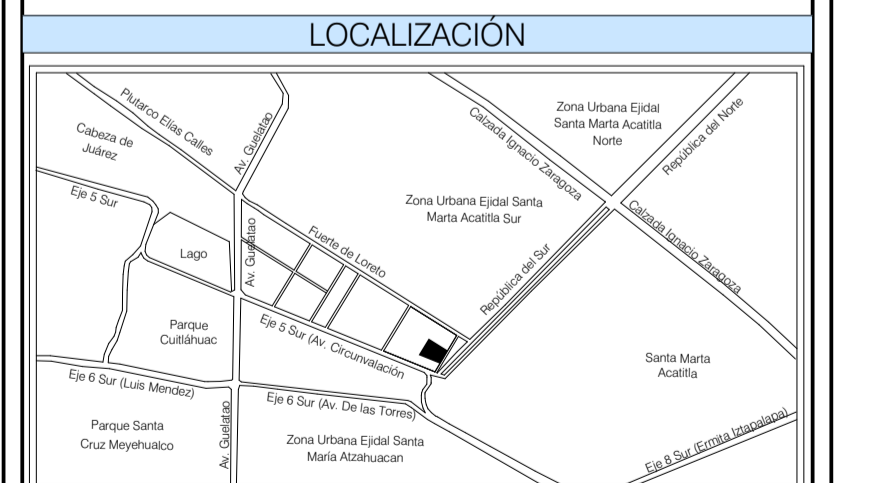 LOCALIZACIÓN
Plutarco Elías Calles
Av. Guelatao
Cabeza de
Juárez
Zona Urbana Ejidal
Santa Marta Acatitla
Norte
Calzada Ignacio Zaragoza
República del Norte
Eje 5 Sur
Zona Urbana Ejidal Santa
Marta Acatitla Sur
Calzada Ignacio Zaragoza
Av. Guelatao
Fuerte de Loreto
Lago
República del Sur
Parque
Cuitláhuac
Eje 5 Sur (Av. Circunvalación
Santa Marta
Acatitla
Eje 6 Sur (Luis Mendez)
Eje 6 Sur (Av. De las Torres)
Parque Santa
Cruz Meyehualco
Av. Guelatao
Zona Urbana Ejidal Santa
María Atzahuacan
Eje 8 Sur (Ermita Iztapalapa)